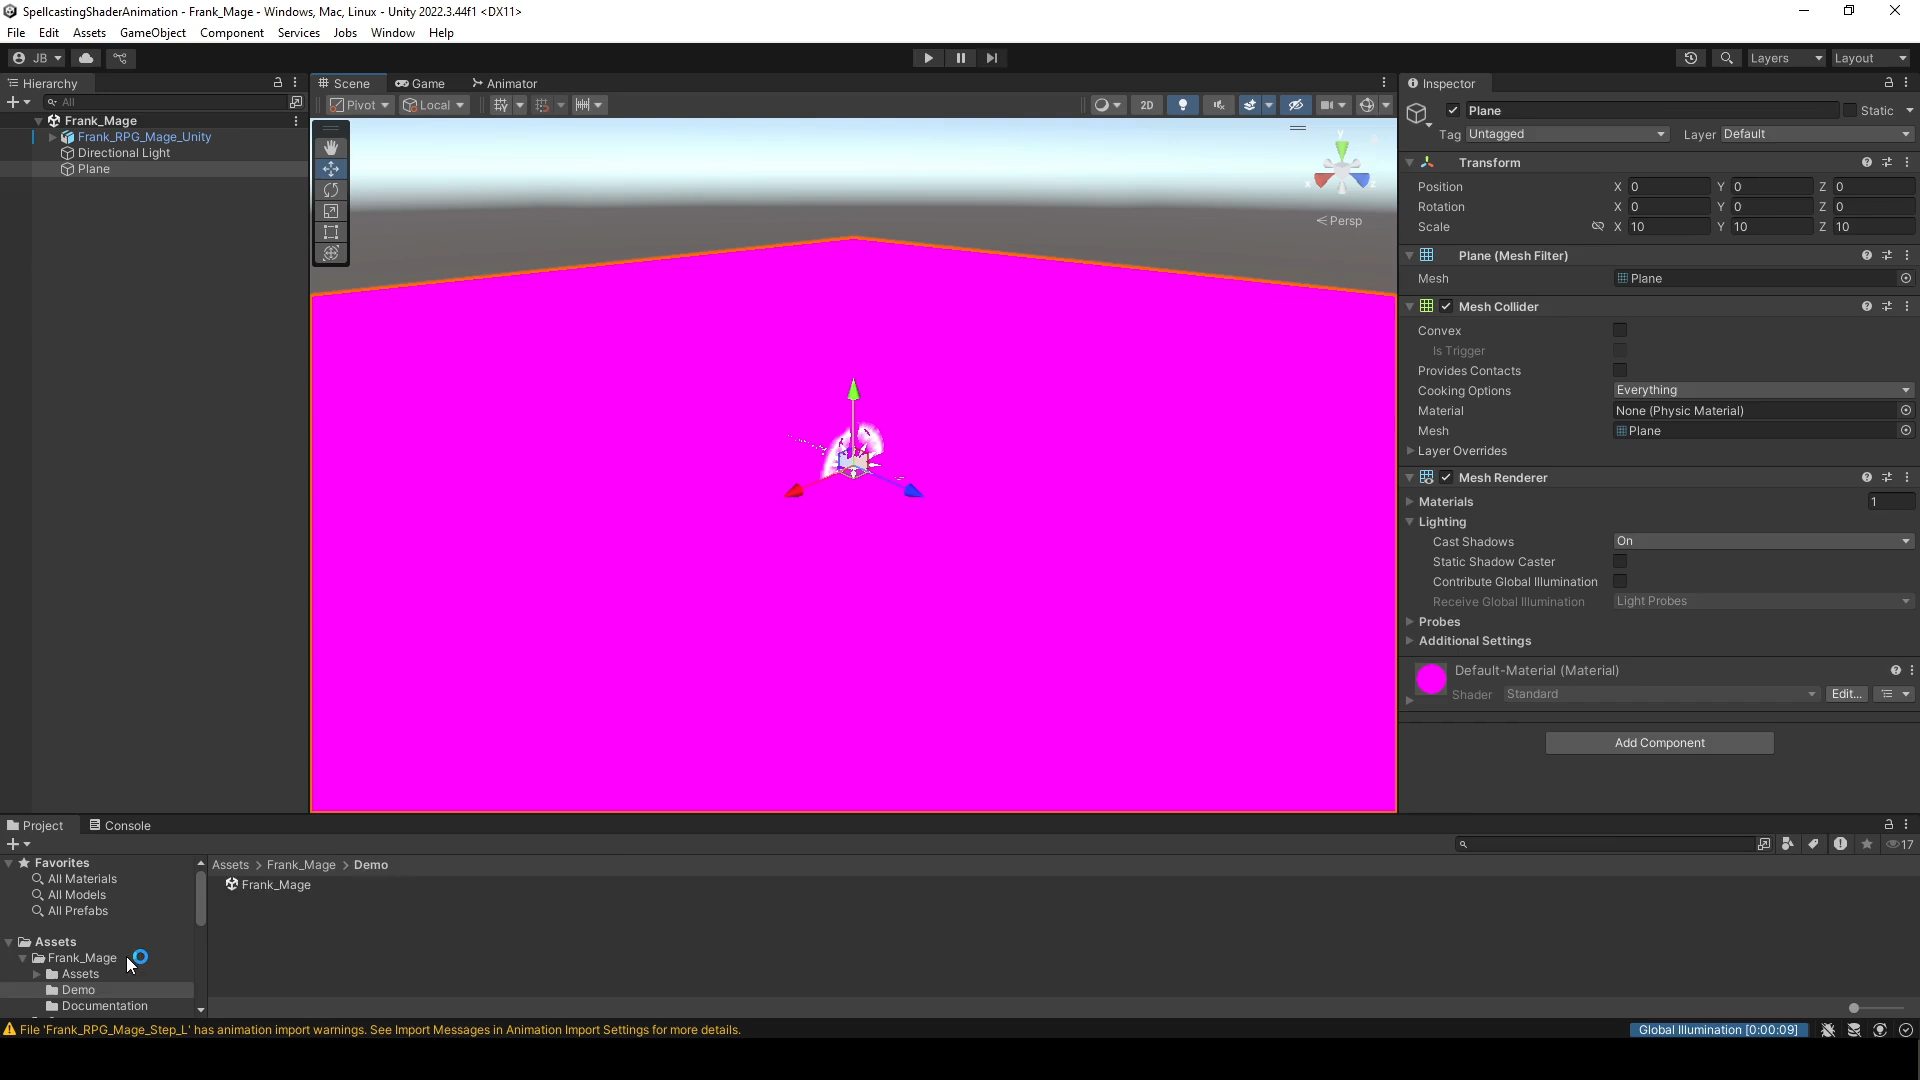 SpellcastingShaderAnimation - Frank_Mage - Windows, Mac, Linux - Unity 2022.3.44f1 <DX11>
File Edit Assets GameObject Component Services Jobs Window Help
JB Layers Layout
Hierarchy
All
Frank_Mage
Frank_RPG_Mage_Unity
Directional Light
Plane
Scene Game Animator
Pivot Local 2D
y
x z
Persp
Inspector
Plane Static
Tag Untagged Layer Default
Transform
Position X 0 Y 0 Z 0
Rotation X 0 Y 0 Z 0
Scale X 10 Y 10 Z 10
Plane (Mesh Filter)
Mesh Plane
Mesh Collider
Convex
Is Trigger
Provides Contacts
Cooking Options Everything
Material None (Physic Material)
Mesh Plane
Layer Overrides
Mesh Renderer
Materials 1
Lighting
Cast Shadows On
Static Shadow Caster
Contribute Global Illumination
Receive Global Illumination Light Probes
Probes
Additional Settings
Default-Material (Material)
Shader Standard Edit...
Add Component
Project Console
17
Favorites
All Materials
All Models
All Prefabs
Assets
Frank_Mage
Assets
Demo
Documentation
Assets > Frank_Mage > Demo
Frank_Mage
File 'Frank_RPG_Mage_Step_L' has animation import warnings. See Import Messages in Animation Import Settings for more details.
Global Illumination [0:00:09]